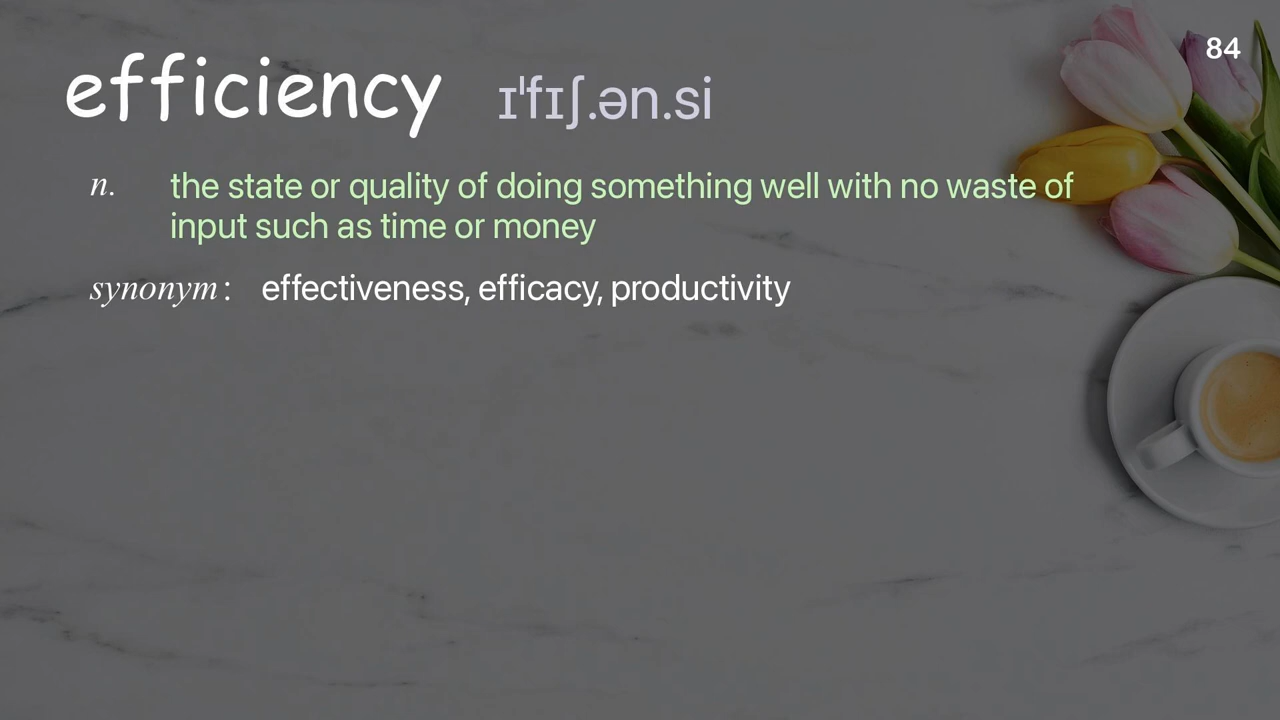 84
efficiency ɪˈfɪʃ.ən.si
n. the state or quality of doing something well with no waste of
input such as time or money
synonym: effectiveness, efficacy, productivity